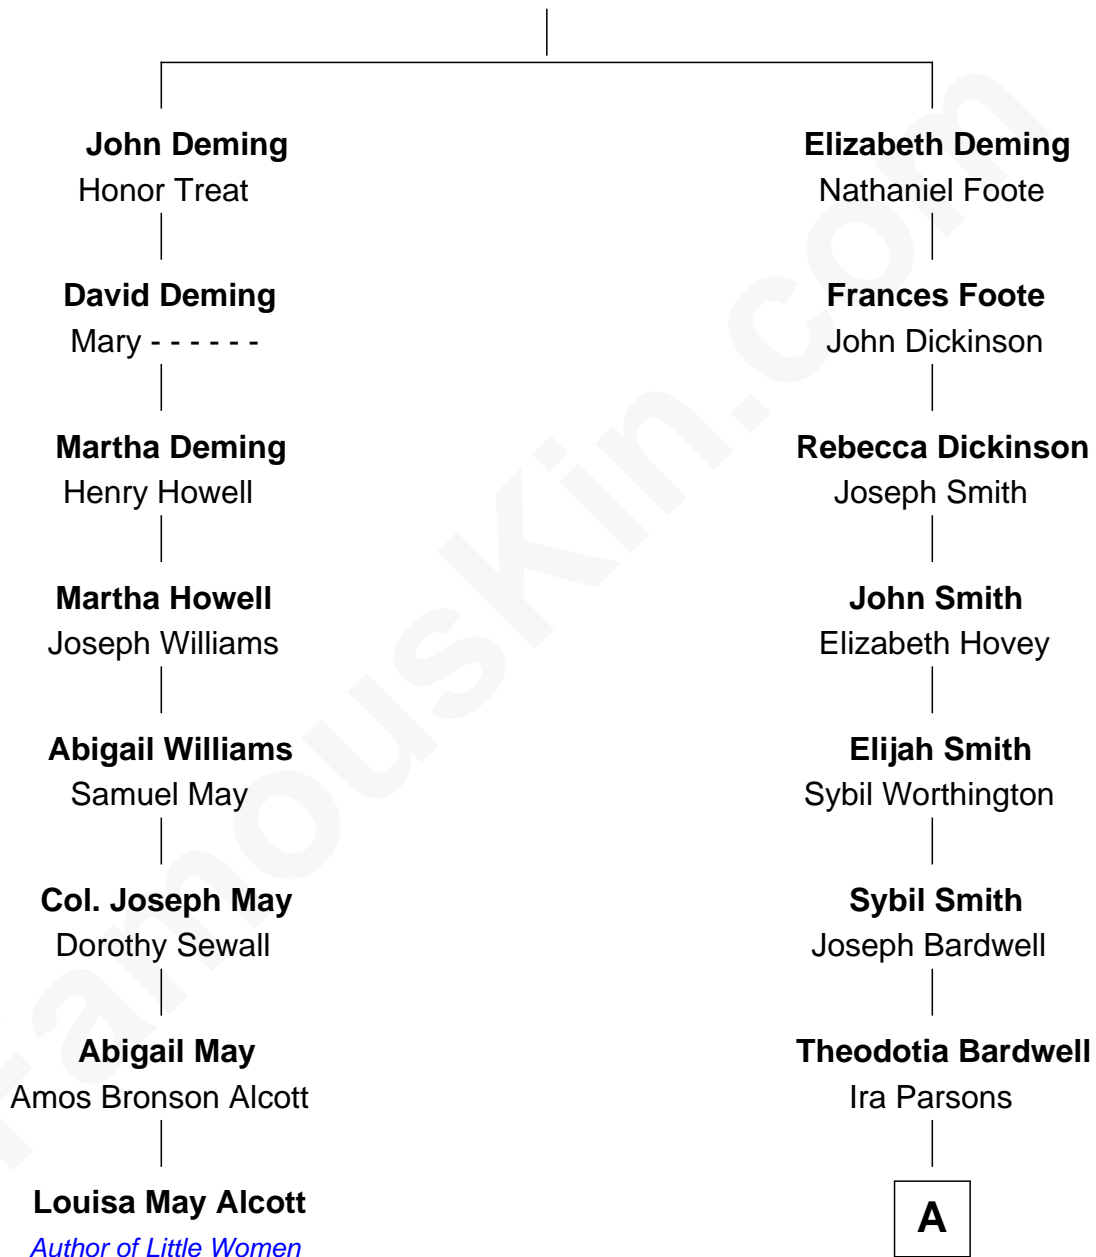 John Deming
Honor Treat
David Deming
Mary - - - - - -
Martha Deming
Henry Howell
Martha Howell
Joseph Williams
Abigail Williams
Samuel May
Col. Joseph May
Dorothy Sewall
Abigail May
Amos Bronson Alcott
Louisa May Alcott
Author of Little Women
Elizabeth Deming
Nathaniel Foote
Frances Foote
John Dickinson
Rebecca Dickinson
Joseph Smith
John Smith
Elizabeth Hovey
Elijah Smith
Sybil Worthington
Sybil Smith
Joseph Bardwell
Theodotia Bardwell
Ira Parsons
A
FamousKin.com